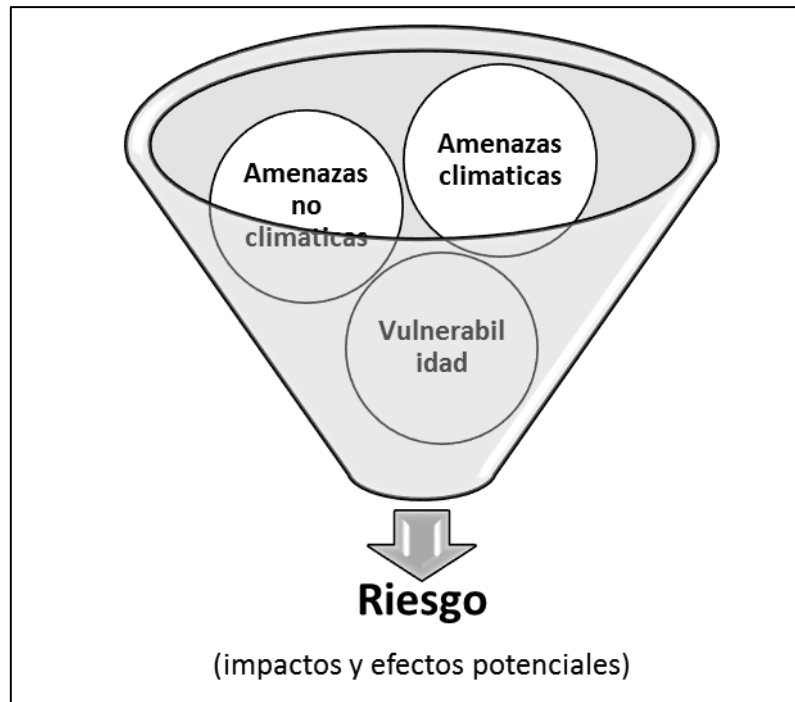 Amenazas
no
climaticas
Amenazas
climaticas
Vulnerabil
idad
Riesgo
(impactos y efectos potenciales)